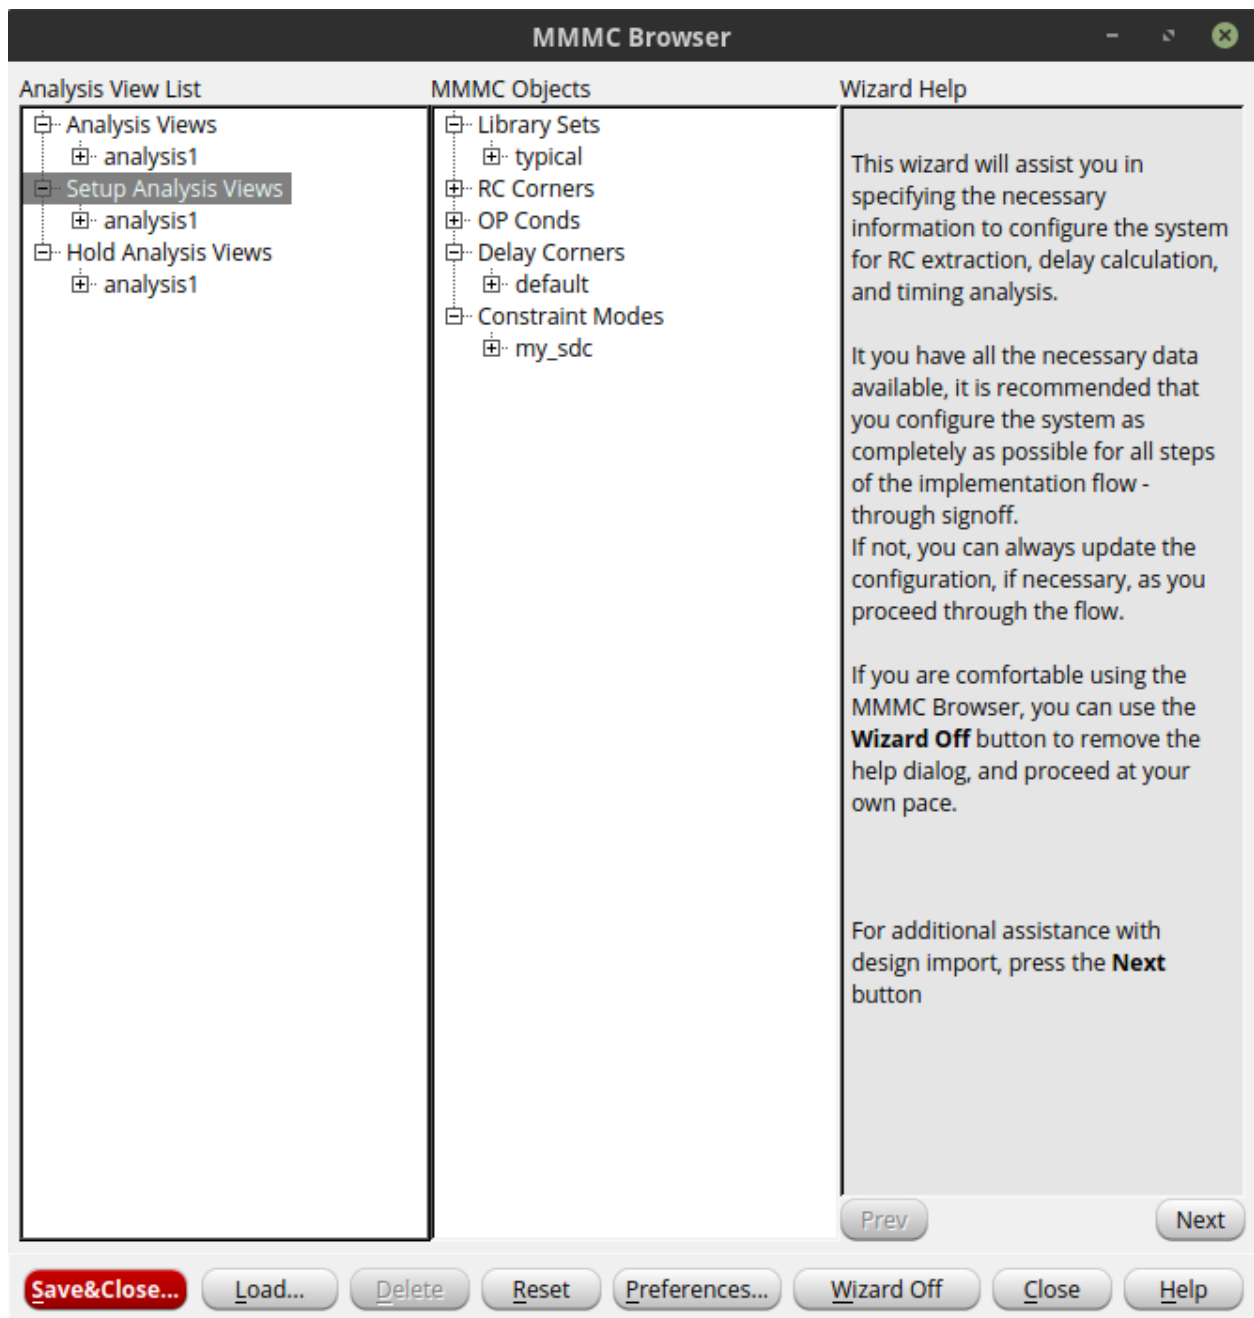 MMMC Browser
Analysis View List
Analysis Views
analysis1
Setup Analysis Views
analysis1
Hold Analysis Views
analysis1
MMMC Objects
Library Sets
typical
RC Corners
OP Conds
Delay Corners
default
Constraint Modes
my_sdc
Wizard Help
This wizard will assist you in
specifying the necessary
information to configure the system
for RC extraction, delay calculation,
and timing analysis.
It you have all the necessary data
available, it is recommended that
you configure the system as
completely as possible for all steps
of the implementation flow -
through signoff.
If not, you can always update the
configuration, if necessary, as you
proceed through the flow.
If you are comfortable using the
MMMC Browser, you can use the
Wizard Off button to remove the
help dialog, and proceed at your
own pace.
For additional assistance with
design import, press the Next
button
Prev Next
Save&Close... Load... Delete Reset Preferences... Wizard Off Close Help